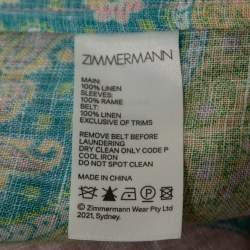 ZIMMERMANN
MAIN:
100% LINEN
SLEEVES:
100% RAMIE
BELT:
100% LINEN
EXCLUSIVE OF TRIMS
REMOVE BELT BEFORE
LAUNDERING
DRY CLEAN ONLY CODE P
COOL IRON
DO NOT SPOT CLEAN
MADE IN CHINA
© Zimmermann Wear Pty Ltd
2021, Sydney.